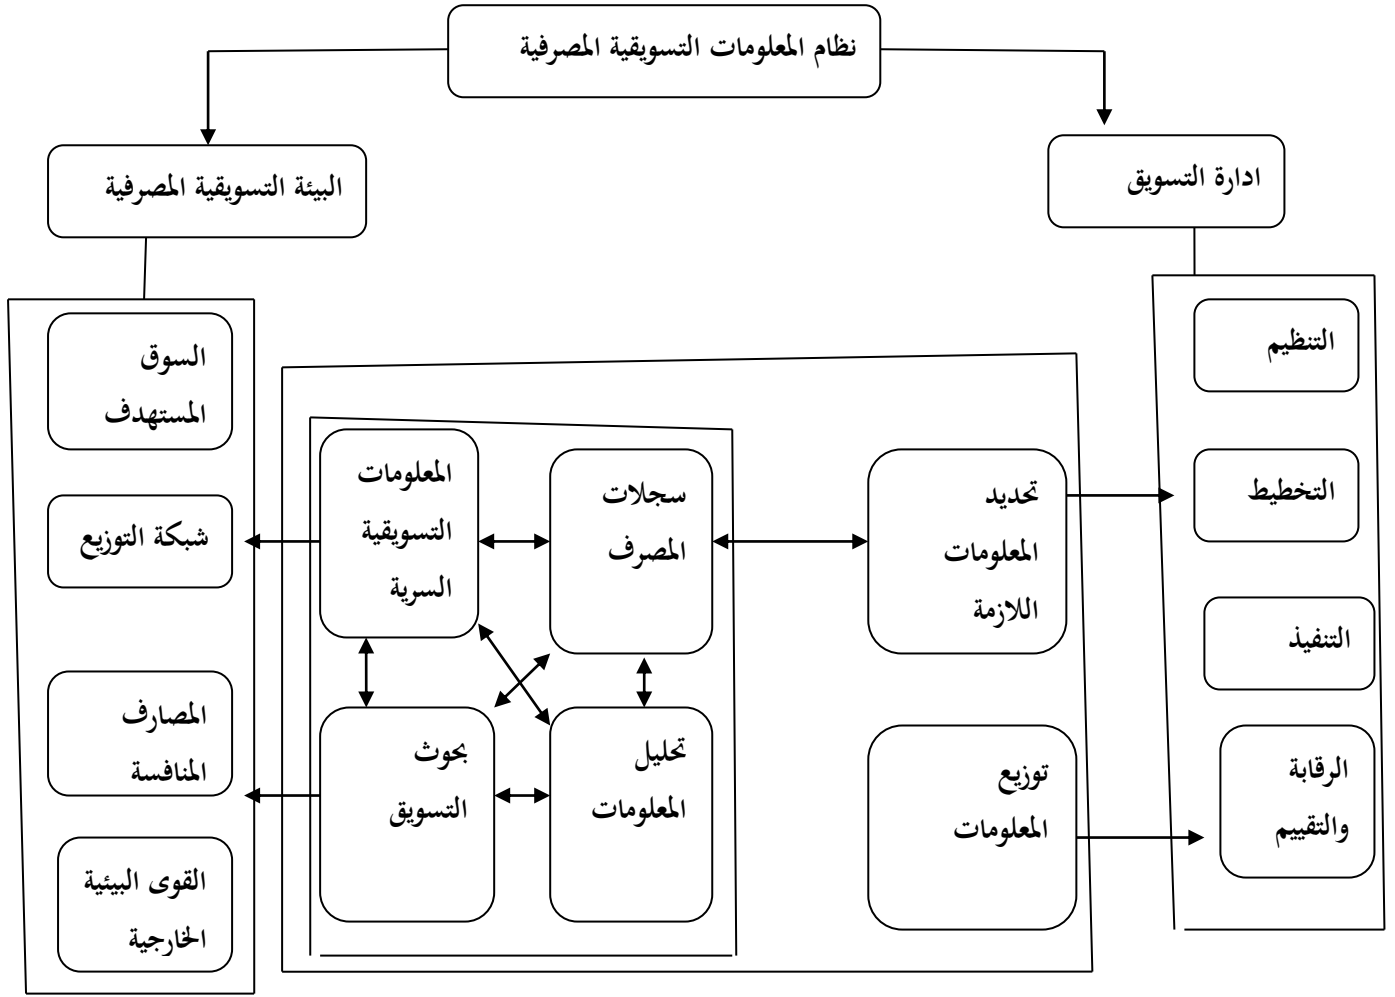 نظام المعلومات التسويقية المصرفية
ادارة التسويق
البيئة التسويقية المصرفية
التنظيم
التخطيط
التنفيذ
الرقابة
والتقييم
تحديد
المعلومات
اللازمة
توزيع
المعلومات
سجلات
المصرف
المعلومات
التسويقية
السرية
تحليل
المعلومات
بحوث
التسويق
السوق
المستهدف
شبكة التوزيع
المصارف
المنافسة
القوى البيئية
الخارجية